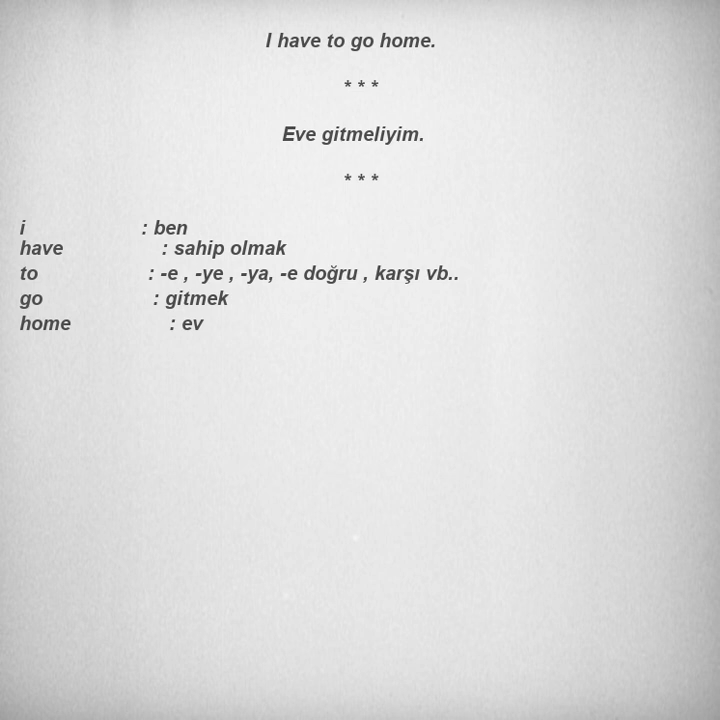 I have to go home.
* * *
Eve gitmeliyim.
* * *
i : ben
have : sahip olmak
to : -e , -ye , -ya, -e doğru , karşı vb..
go : gitmek
home : ev